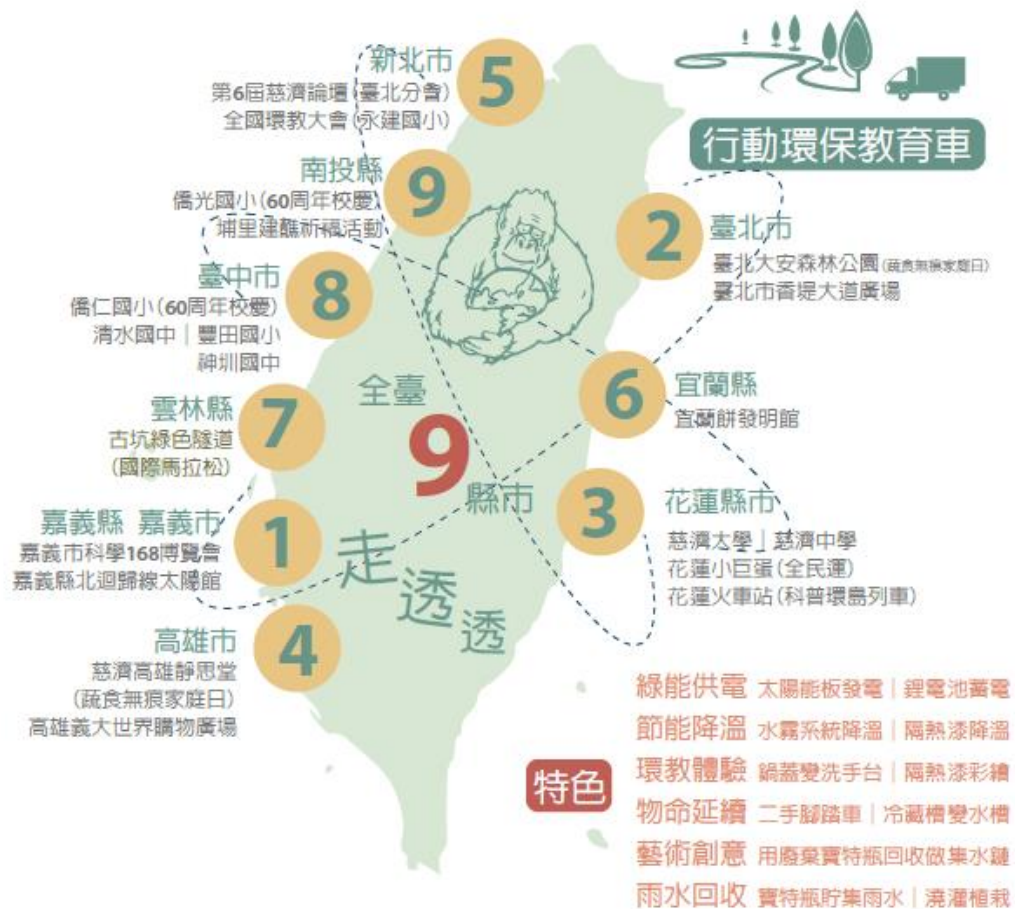 行動環保教育車
5
新北市
第6屆慈濟論壇(臺北分會)
全國環教大會(永建國小)
9
南投縣
僑光國小(60周年校慶)
埔里建醮祈福活動
2
臺北市
臺北大安森林公園(蔬食無痕家庭日)
臺北市香堤大道廣場
8
臺中市
僑仁國小(60周年校慶)
清水國中｜豐田國小
神圳國中
6
宜蘭縣
宜蘭餅發明館
7
雲林縣
古坑綠色隧道
(國際馬拉松)
全臺
9
縣市
走透透
3
花蓮縣市
慈濟大學｜慈濟中學
花蓮小巨蛋(全民運)
花蓮火車站(科普環島列車)
1
嘉義縣 嘉義市
嘉義市科學168博覽會
嘉義縣北迴歸線太陽館
4
高雄市
慈濟高雄靜思堂
(蔬食無痕家庭日)
高雄義大世界購物廣場
特色
綠能供電 太陽能板發電｜鋰電池蓄電
節能降溫 水霧系統降溫｜隔熱漆降溫
環教體驗 鍋蓋變洗手台｜隔熱漆彩繪
物命延續 二手腳踏車｜冷藏槽變水槽
藝術創意 用廢棄寶特瓶回收做集水鏈
雨水回收 寶特瓶貯集雨水｜澆灌植栽